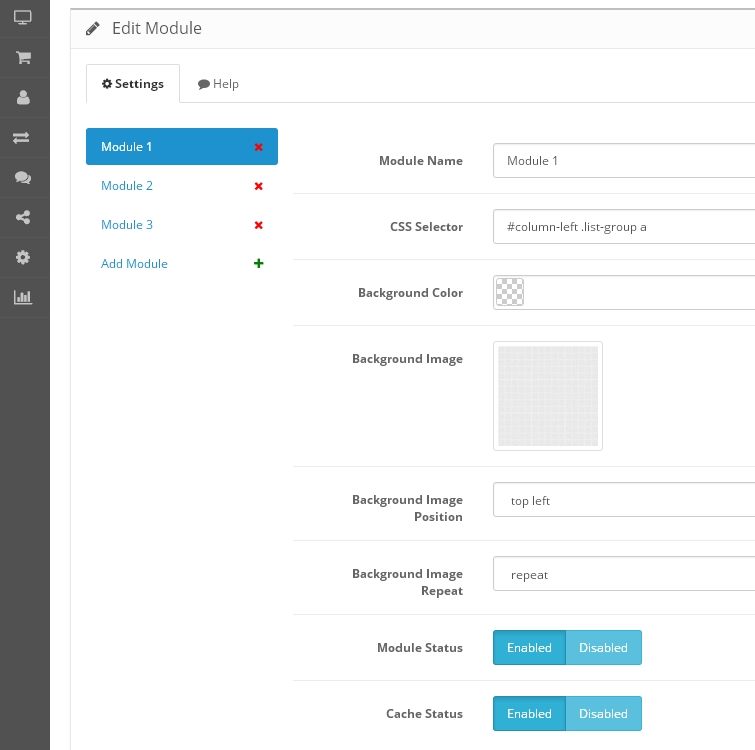 Edit Module
Settings
Help
Module 1
Module 2
Module 3
Add Module
Module Name
Module 1
CSS Selector
#column-left .list-group a
Background Color
Background Image
Background Image
Position
top left
Background Image
Repeat
repeat
Module Status
Enabled Disabled
Cache Status
Enabled Disabled